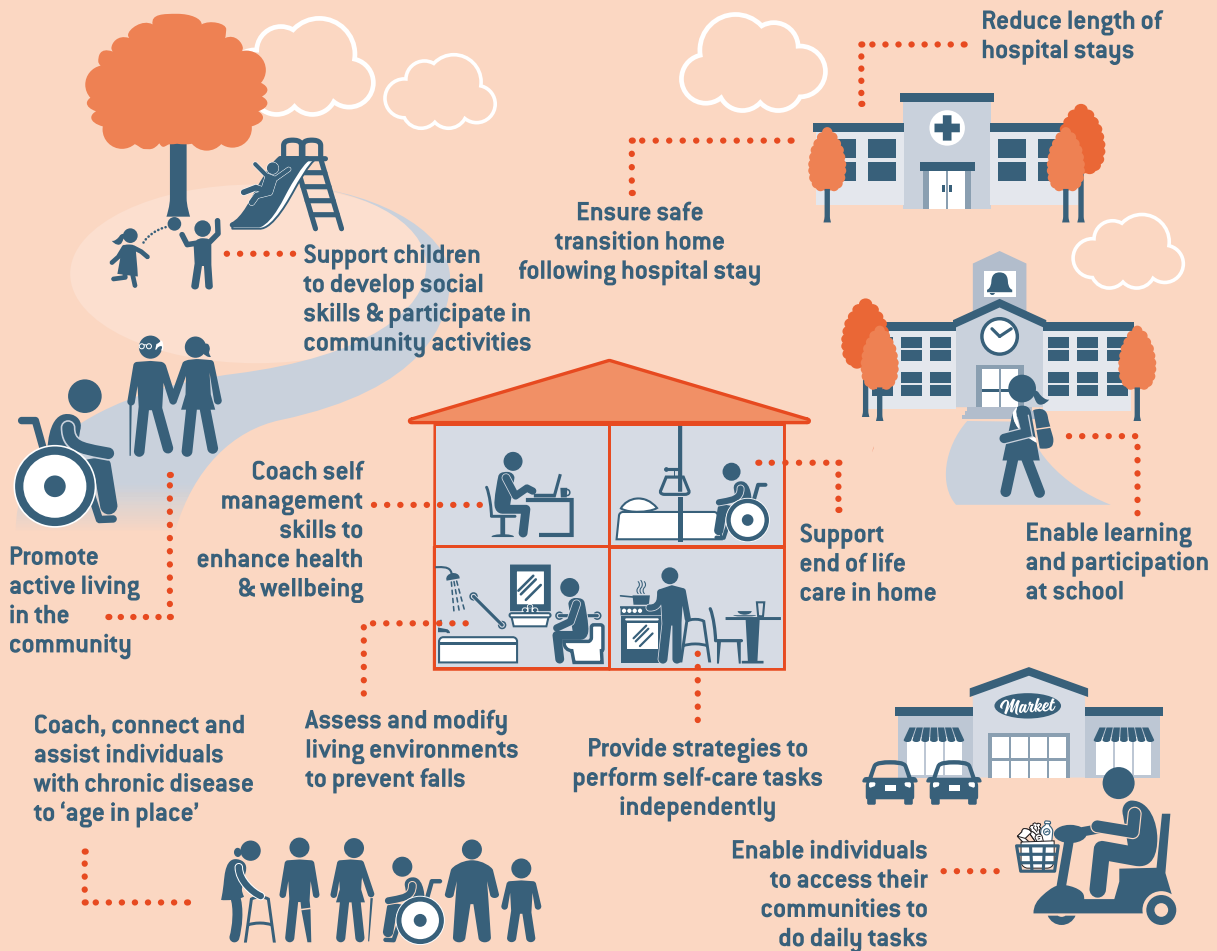 Reduce length of
hospital stays
Ensure safe
transition home
following hospital stay
Support children
to develop social
skills & participate in
community activities
Coach self
management
skills to
enhance health
& wellbeing
Support
end of life
care in home
Enable learning
and participation
at school
Promote
active living
in the
community
Coach, connect and
assist individuals
with chronic disease
to ‘age in place’
Assess and modify
living environments
to prevent falls
Provide strategies to
perform self-care tasks
independently
Market
Enable individuals
to access their
communities to
do daily tasks